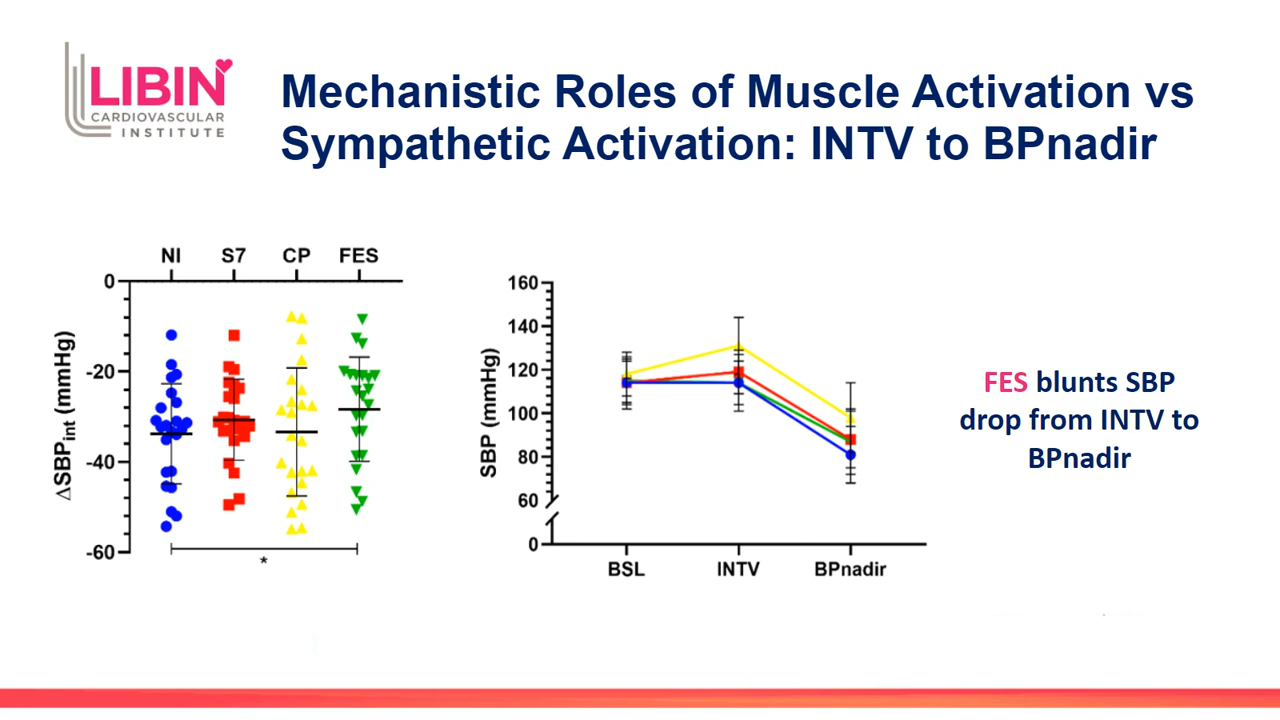 LIBIN
CARDIOVASCULAR
INSTITUTE
Mechanistic Roles of Muscle Activation vs
Sympathetic Activation: INTV to BPnadir
NI S7 CP FES
0
-20
-40
-60
ΔSBPint (mmHg)
*
160
140
120
100
80
60
0
SBP (mmHg)
BSL INTV BPnadir
FES blunts SBP
drop from INTV to
BPnadir